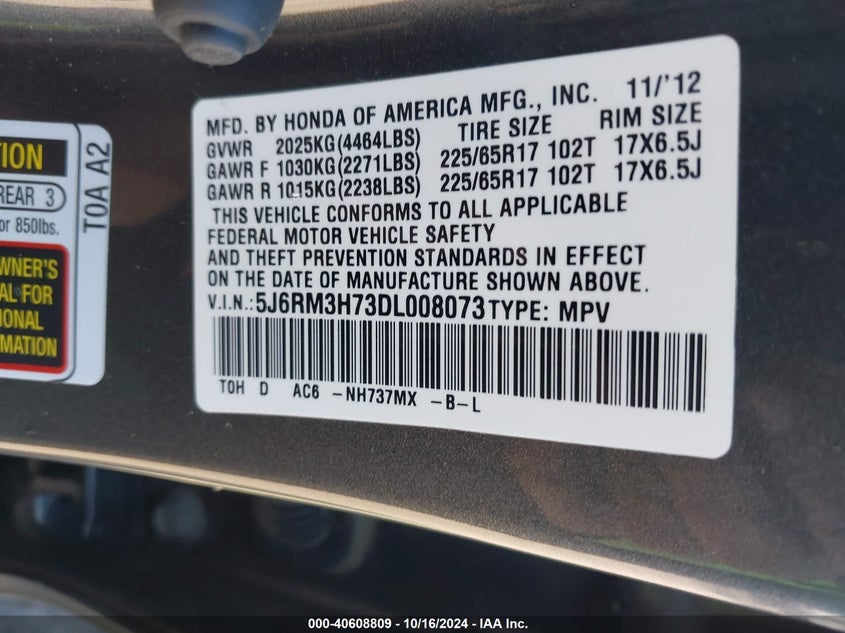 TION
REAR 3
or 850lbs.
WNER'S
AL FOR
IONAL
MATION
TOA A2
MFD. BY HONDA OF AMERICA MFG., INC. 11/'12
GVWR 2025KG(4464LBS) TIRE SIZE RIM SIZE
GAWR F 1030KG(2271LBS) 225/65R17 102T 17X6.5J
GAWR R 1015KG(2238LBS) 225/65R17 102T 17X6.5J
THIS VEHICLE CONFORMS TO ALL APPLICABLE
FEDERAL MOTOR VEHICLE SAFETY
AND THEFT PREVENTION STANDARDS IN EFFECT
ON THE DATE OF MANUFACTURE SHOWN ABOVE.
V.I.N.:5J6RM3H73DL008073 TYPE: MPV
TOH D AC6 -NH737MX -B-L
000-40608809 - 10/16/2024 - IAA Inc.